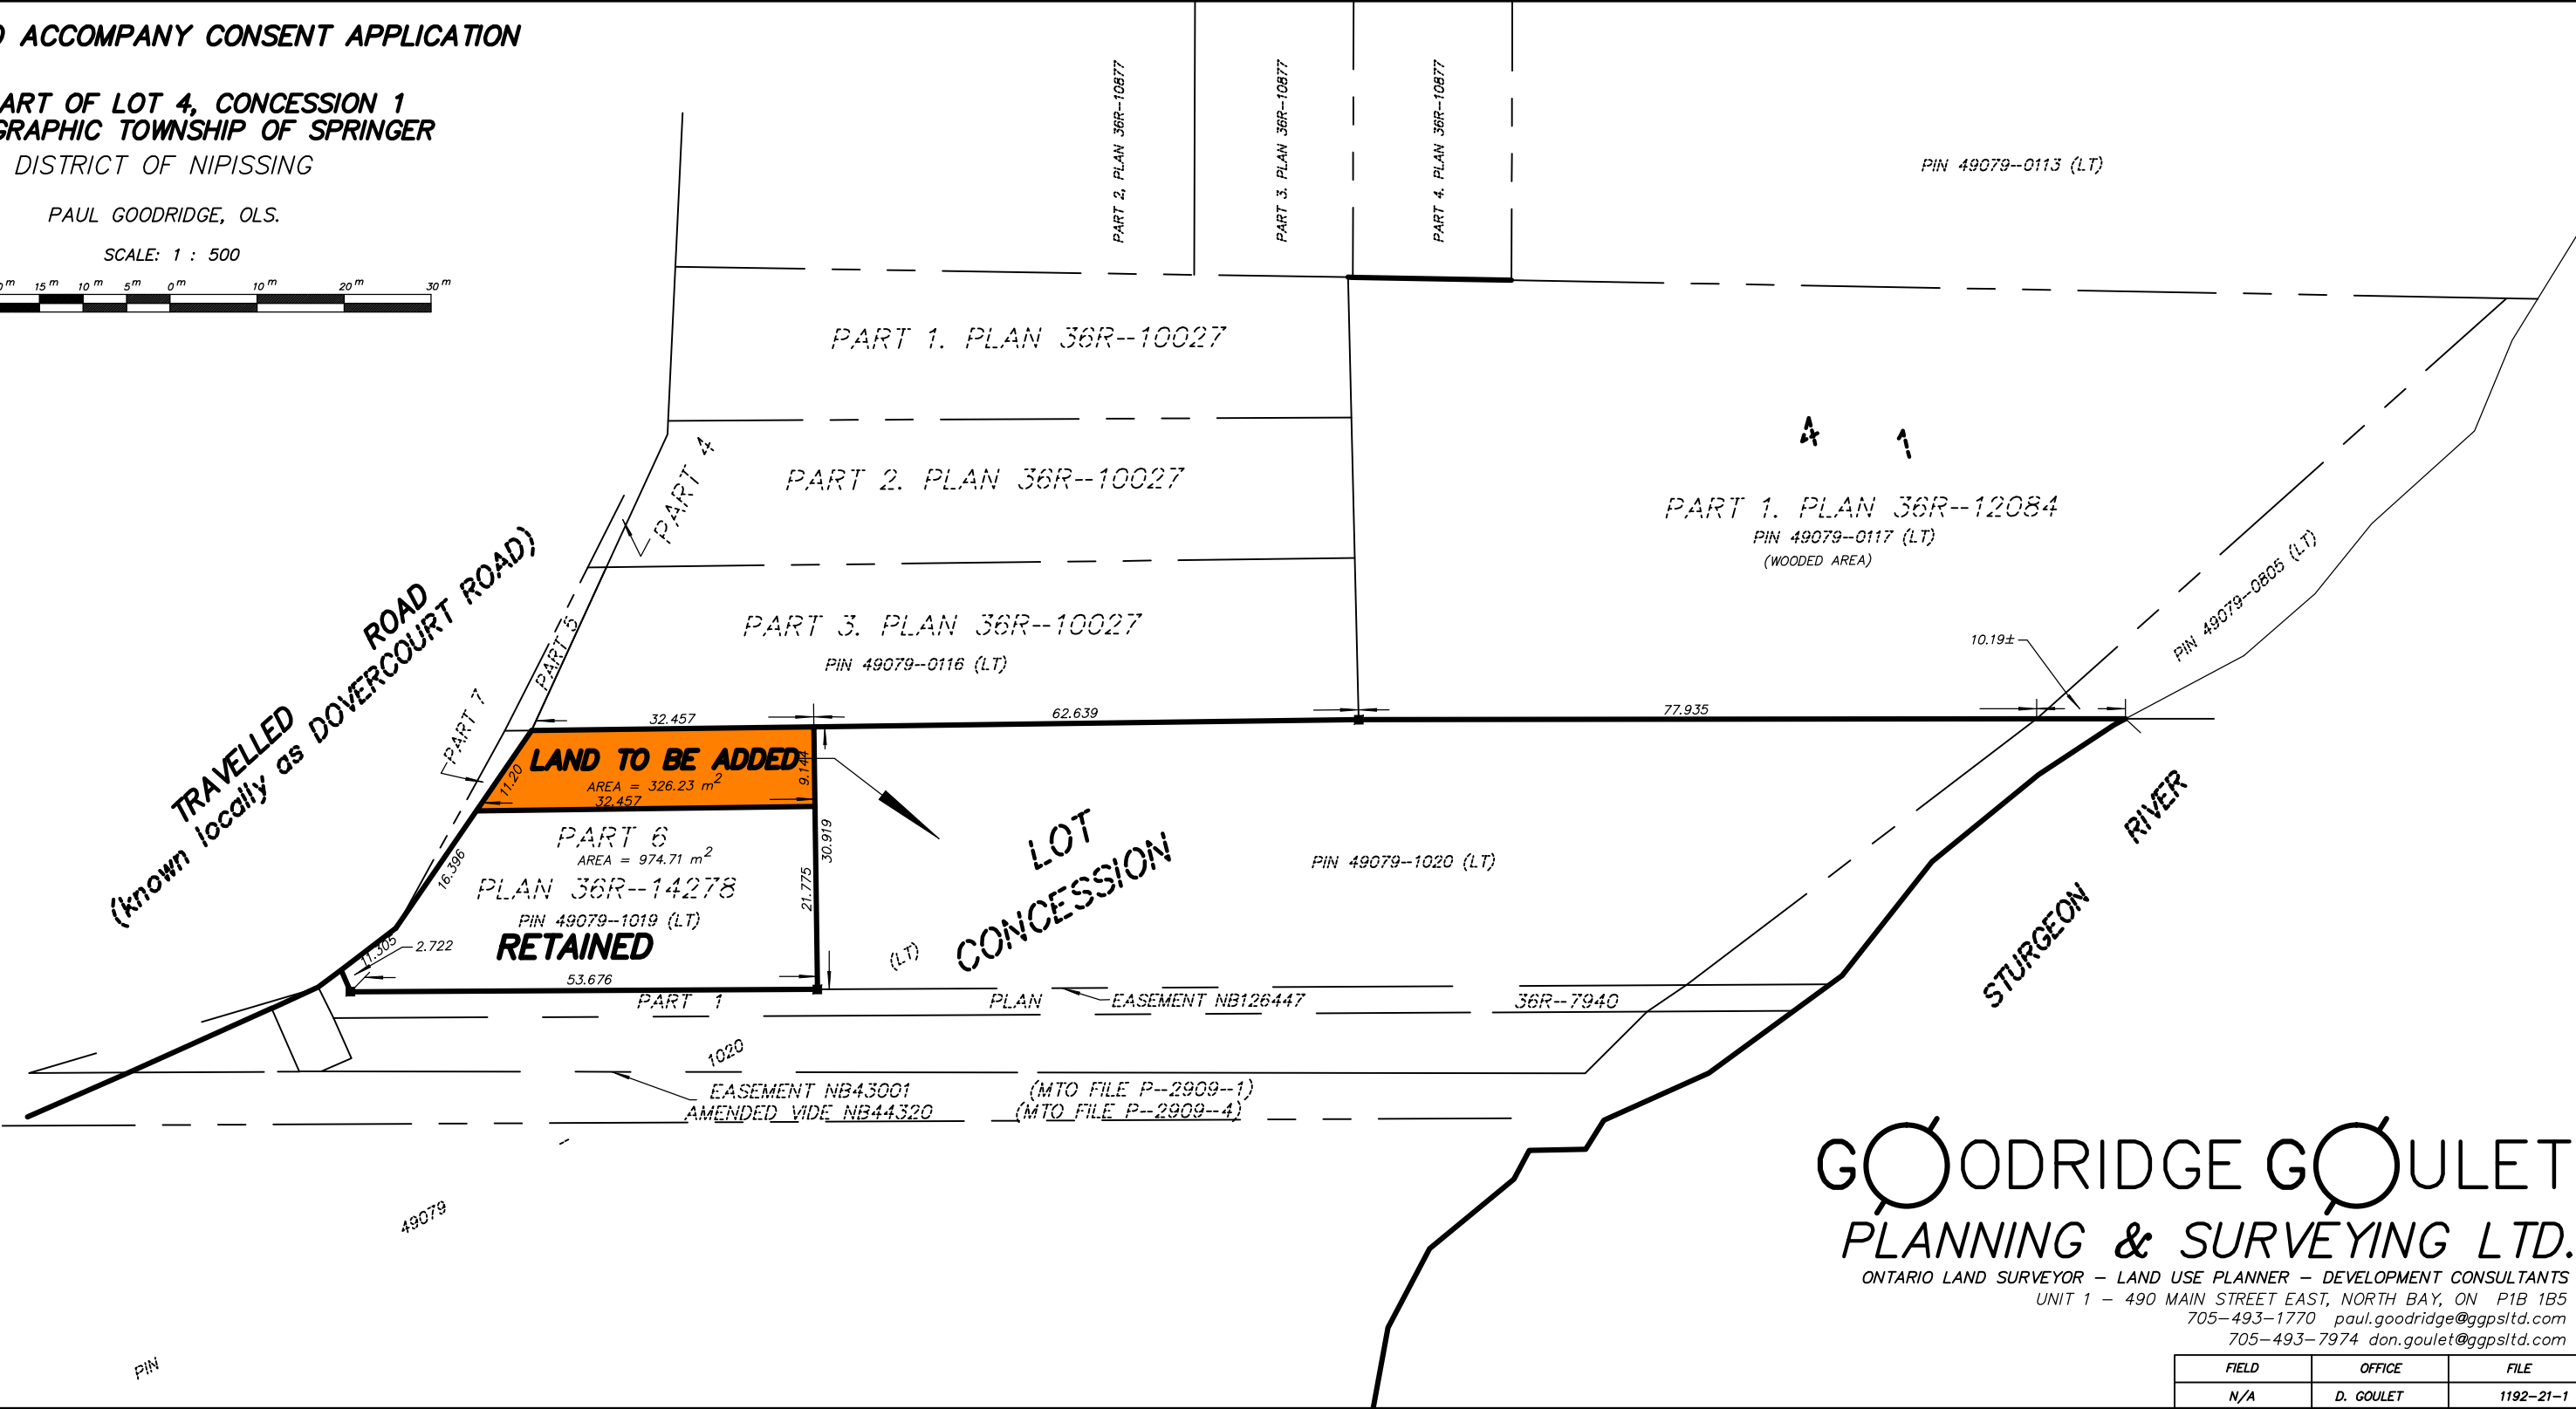 ACCOMPANY CONSENT APPLICATION
ART OF LOT 4, CONCESSION 1
GRAPHIC TOWNSHIP OF SPRINGER
DISTRICT OF NIPISSING
PAUL GOODRIDGE, OLS.
SCALE: 1 : 500
0 m 15 m 10 m 5 m 0 m 10 m 20 m 30 m
PART 2, PLAN 36R--10877
PART 3. PLAN 36R--10877
PART 4. PLAN 36R--10877
PIN 49079--0113 (LT)
PART 1. PLAN 36R--10027
PART 2. PLAN 36R--10027
PART 4
4 1
PART 1. PLAN 36R--12084
PIN 49079--0117 (LT)
(WOODED AREA)
PART 3. PLAN 36R--10027
PIN 49079--0116 (LT)
PART 5
PART 7
TRAVELLED ROAD
(known locally as DOVERCOURT ROAD)
PIN 49079--0805 (LT)
10.19±
32.457
62.639
77.935
LAND TO BE ADDED
AREA = 326.23 m2
32.457
11.20
9.144
PART 6
AREA = 974.71 m2
PLAN 36R--14278
PIN 49079--1019 (LT)
RETAINED
16.396
11.305
2.722
53.676
30.919
21.775
LOT
CONCESSION
(LT)
PIN 49079--1020 (LT)
STURGEON RIVER
PART 1 PLAN 36R--7940
EASEMENT NB126447
1020
EASEMENT NB43001 (MTO FILE P--2909--1)
AMENDED VIDE NB44320 (MTO FILE P--2909--4)
49079
PIN
GOODRIDGE GOULET
PLANNING & SURVEYING LTD.
ONTARIO LAND SURVEYOR – LAND USE PLANNER – DEVELOPMENT CONSULTANTS
UNIT 1 – 490 MAIN STREET EAST, NORTH BAY, ON P1B 1B5
705–493–1770 paul.goodridge@ggpsltd.com
705–493–7974 don.goulet@ggpsltd.com
FIELD OFFICE FILE
N/A D. GOULET 1192–21–1